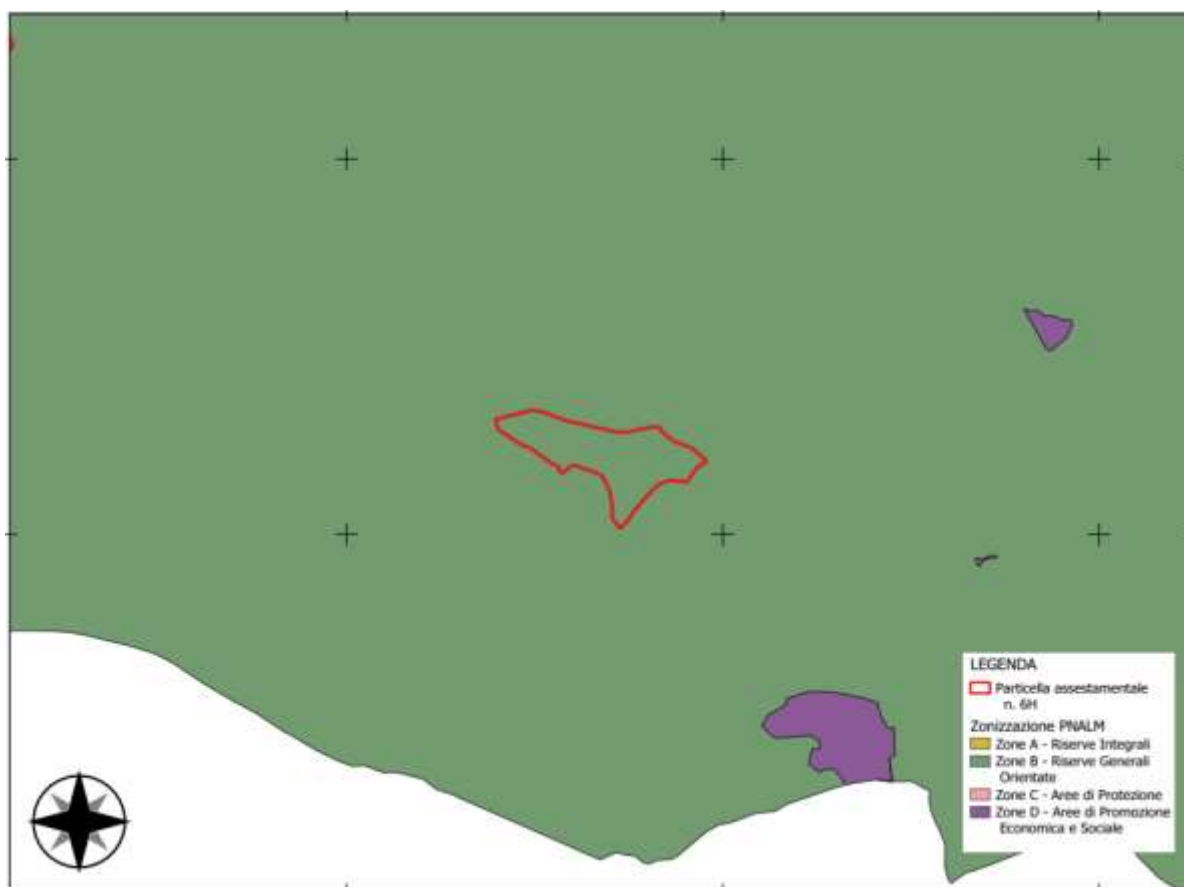 LEGENDA
Particella assestamentale
n. 6H
Zonizzazione PNALM
Zone A - Riserve Integrali
Zone B - Riserve Generali
Orientate
Zone C - Aree di Protezione
Zone D - Aree di Promozione
Economica e Sociale